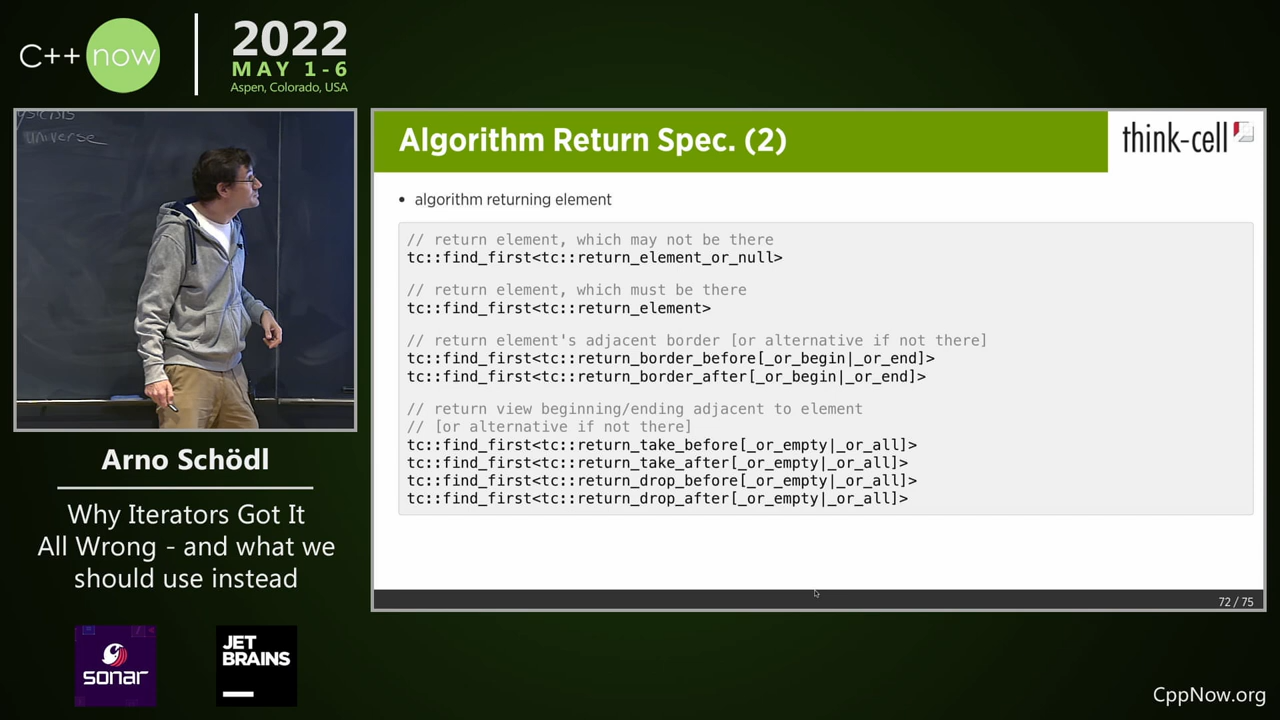 C++ now
2022
MAY 1-6
Aspen, Colorado, USA
universe
Arno Schödl
Why Iterators Got It
All Wrong - and what we
should use instead
sonar
JET
BRAINS
Algorithm Return Spec. (2)
think-cell
• algorithm returning element
// return element, which may not be there
tc::find_first<tc::return_element_or_null>
// return element, which must be there
tc::find_first<tc::return_element>
// return element's adjacent border [or alternative if not there]
tc::find_first<tc::return_border_before[_or_begin|_or_end]>
tc::find_first<tc::return_border_after[_or_begin|_or_end]>
// return view beginning/ending adjacent to element
// [or alternative if not there]
tc::find_first<tc::return_take_before[_or_empty|_or_all]>
tc::find_first<tc::return_take_after[_or_empty|_or_all]>
tc::find_first<tc::return_drop_before[_or_empty|_or_all]>
tc::find_first<tc::return_drop_after[_or_empty|_or_all]>
72 / 75
CppNow.org